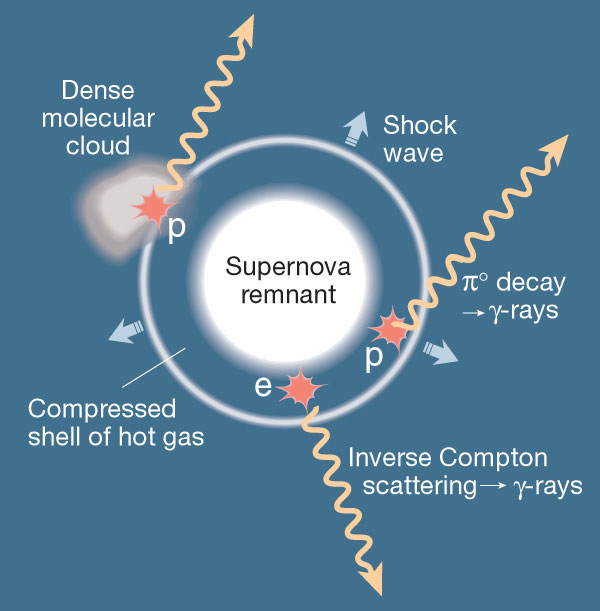 Dense
molecular
cloud
Shock
wave
p
Supernova
remnant
π° decay
→ γ-rays
p
e
Compressed
shell of hot gas
Inverse Compton
scattering → γ-rays